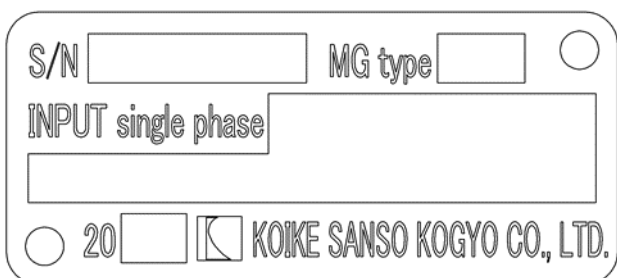 S/N MG type
INPUT single phase
20 KOIKE SANSO KOGYO CO., LTD.